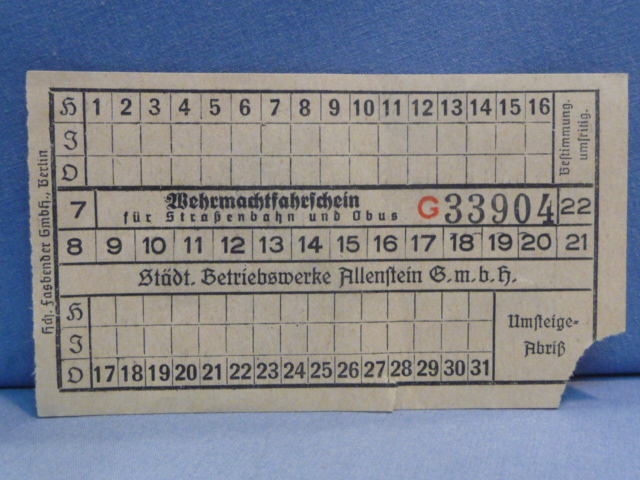 H 1 2 3 4 5 6 7 8 9 10 11 12 13 14 15 16
J
O
Bestimmung.
umseitig.
7 Wehrmachtfahrschein G 33904 22
für Straßenbahn und Obus
8 9 10 11 12 13 14 15 16 17 18 19 20 21
Städt. Betriebswerke Allenstein G.m.b.H.
H
J
O 17 18 19 20 21 22 23 24 25 26 27 28 29 30 31
Umsteige-
Abriß
Hch. Fasbender GmbH., Berlin